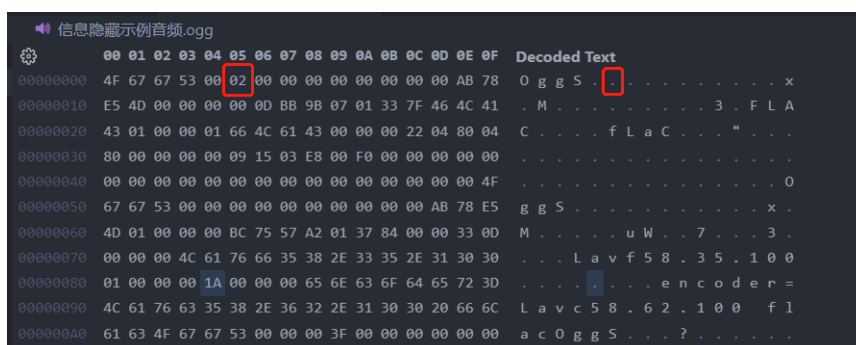 信息隐藏示例音频.ogg
00 01 02 03 04 05 06 07 08 09 0A 0B 0C 0D 0E 0F Decoded Text
00000000 4F 67 67 53 00 02 00 00 00 00 00 00 00 00 AB 78 O g g S . . . . . . . . . . . x
00000010 E5 4D 00 00 00 00 0D BB 9B 07 01 33 7F 46 4C 41 . M . . . . . . . . . 3 . F L A
00000020 43 01 00 00 01 66 4C 61 43 00 00 00 22 04 80 04 C . . . . f L a C . . . " . . .
00000030 80 00 00 00 00 09 15 03 E8 00 F0 00 00 00 00 00 . . . . . . . . . . . . . . . .
00000040 00 00 00 00 00 00 00 00 00 00 00 00 00 00 00 4F . . . . . . . . . . . . . . . O
00000050 67 67 53 00 00 00 00 00 00 00 00 00 00 AB 78 E5 g g S . . . . . . . . . . . x .
00000060 4D 01 00 00 00 BC 75 57 A2 01 37 84 00 00 33 0D M . . . . . u W . . 7 . . . 3 .
00000070 00 00 00 4C 61 76 66 35 38 2E 33 35 2E 31 30 30 . . . L a v f 5 8 . 3 5 . 1 0 0
00000080 01 00 00 00 1A 00 00 00 65 6E 63 6F 64 65 72 3D . . . . . . . . e n c o d e r =
00000090 4C 61 76 63 35 38 2E 36 32 2E 31 30 30 20 66 6C L a v c 5 8 . 6 2 . 1 0 0 f l
000000A0 61 63 4F 67 67 53 00 00 00 3F 00 00 00 00 00 00 a c O g g S . . . ? . . . . . .